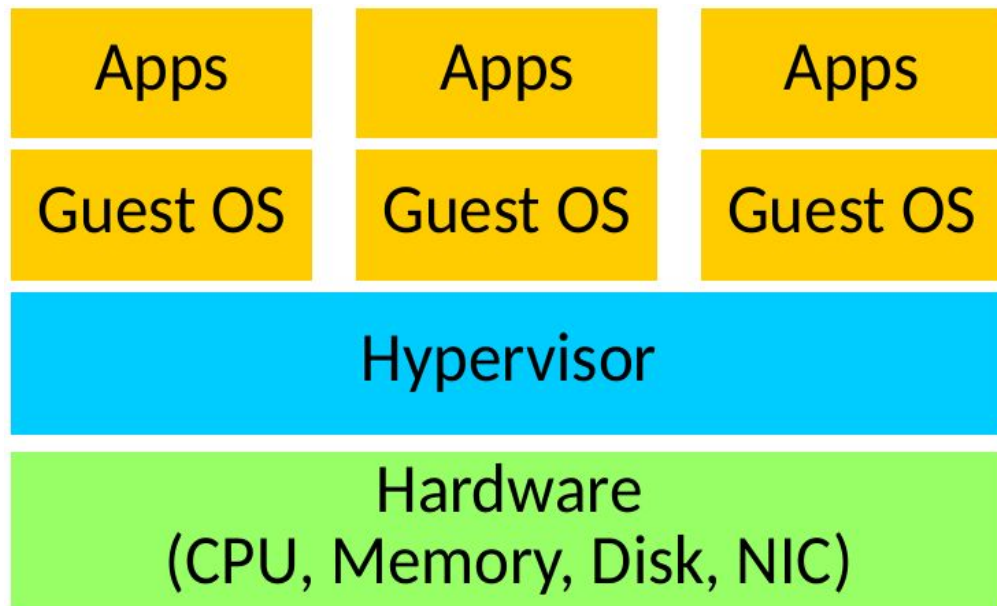 Apps Apps Apps
Guest OS Guest OS Guest OS
Hypervisor
Hardware
(CPU, Memory, Disk, NIC)